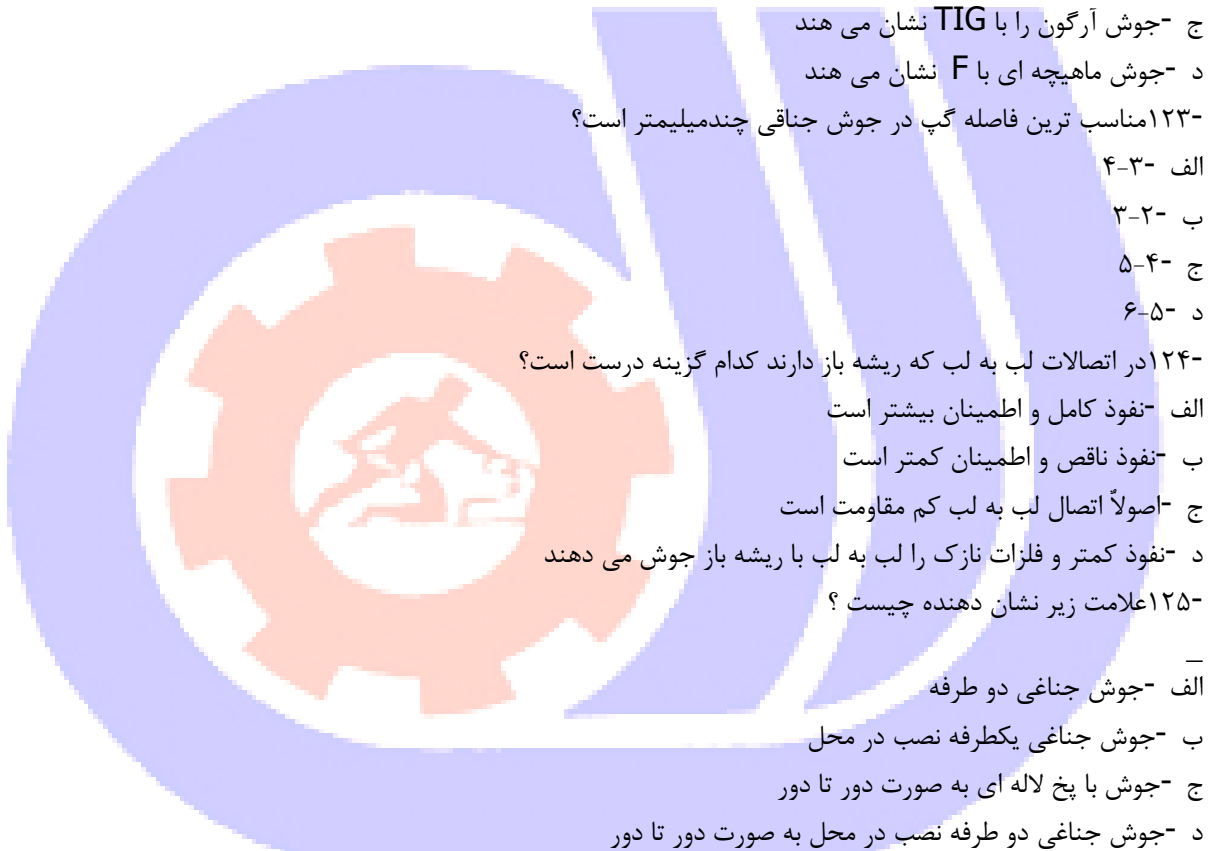 ج -جوش آرگون را با TIG نشان می هند
د -جوش ماهیچه ای با F نشان می هند
-۱۲۳مناسب ترین فاصله گپ در جوش جناقی چندمیلیمتر است؟
الف -۳-۴
ب -۲-۳
ج -۴-۵
د -۵-۶
-۱۲۴در اتصالات لب به لب که ریشه باز دارند کدام گزینه درست است؟
الف -نفوذ کامل و اطمینان بیشتر است
ب -نفوذ ناقص و اطمینان کمتر است
ج -اصولاٌ اتصال لب به لب کم مقاومت است
د -نفوذ کمتر و فلزات نازک را لب به لب با ریشه باز جوش می دهند
-۱۲۵علامت زیر نشان دهنده چیست ؟
_
الف -جوش جناغی دو طرفه
ب -جوش جناغی یکطرفه نصب در محل
ج -جوش با پخ لاله ای به صورت دور تا دور
د -جوش جناغی دو طرفه نصب در محل به صورت دور تا دور